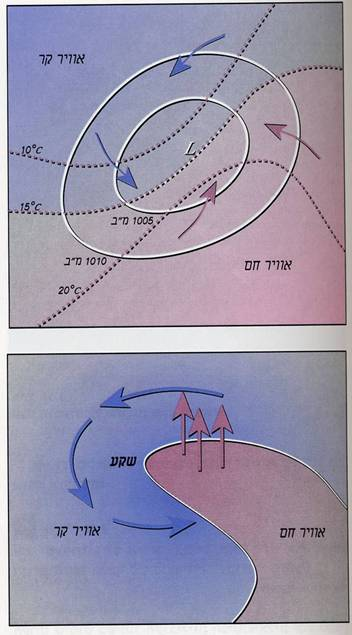 אוויר קר
L
10°C
15°C
1005 מ"ב
1010 מ"ב
20°C
אוויר חם
שקע
אוויר קר
אוויר חם